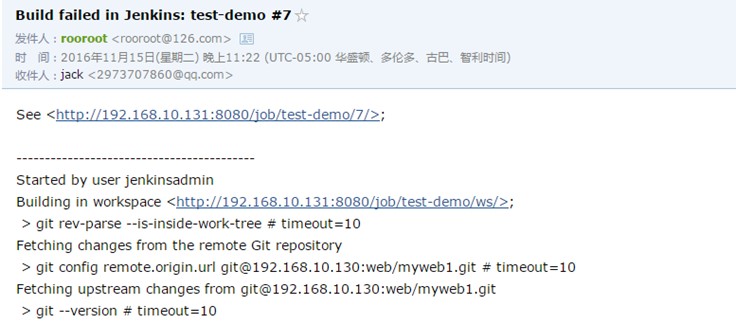 Build failed in Jenkins: test-demo #7☆
发件人：rooroot <rooroot@126.com>
时 间：2016年11月15日(星期二) 晚上11:22 (UTC-05:00 华盛顿、多伦多、古巴、智利时间)
收件人：jack <2973707860@qq.com>
See <http://192.168.10.131:8080/job/test-demo/7/>;
------------------------------------------
Started by user jenkinsadmin
Building in workspace <http://192.168.10.131:8080/job/test-demo/ws/>;
> git rev-parse --is-inside-work-tree # timeout=10
Fetching changes from the remote Git repository
> git config remote.origin.url git@192.168.10.130:web/myweb1.git # timeout=10
Fetching upstream changes from git@192.168.10.130:web/myweb1.git
> git --version # timeout=10